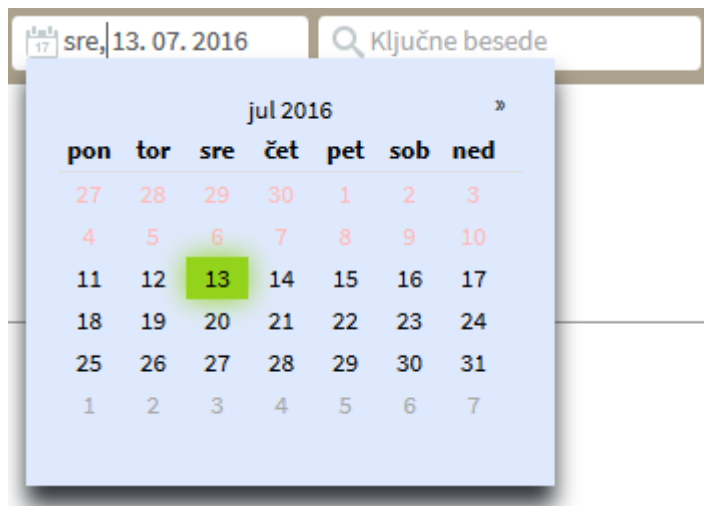 17 sre, 13. 07. 2016 Ključne besede
jul 2016 »
pon tor sre čet pet sob ned
27 28 29 30 1 2 3
4 5 6 7 8 9 10
11 12 13 14 15 16 17
18 19 20 21 22 23 24
25 26 27 28 29 30 31
1 2 3 4 5 6 7